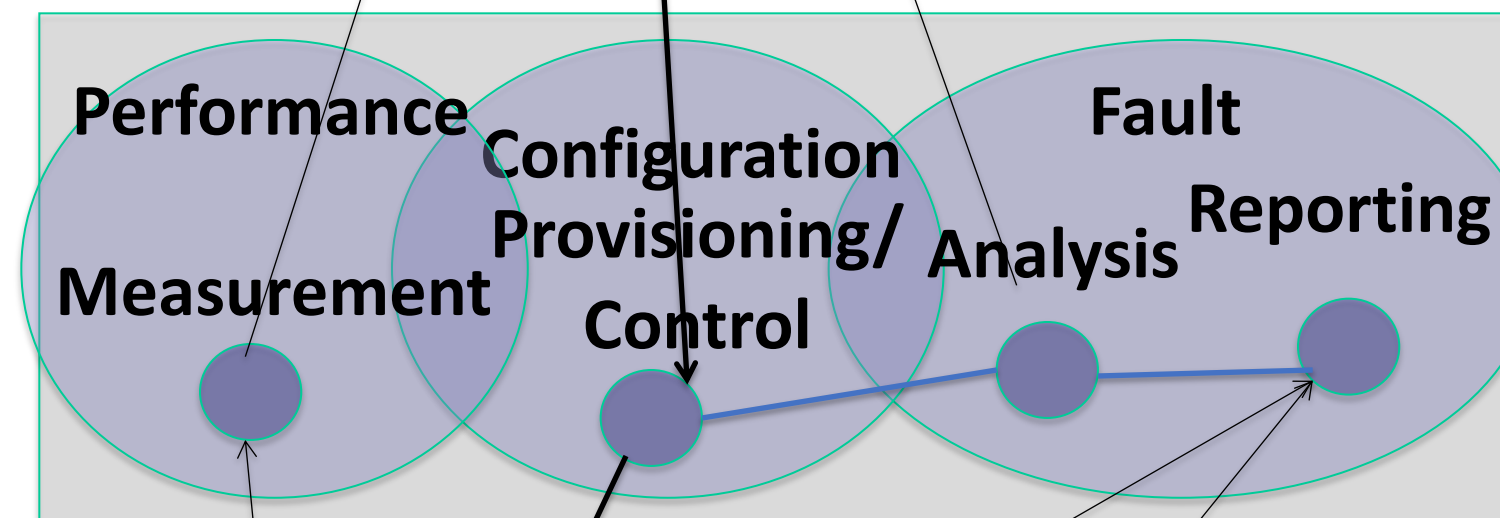 Performance
Measurement
Configuration
Provisioning/
Control
Fault
Reporting
Analysis